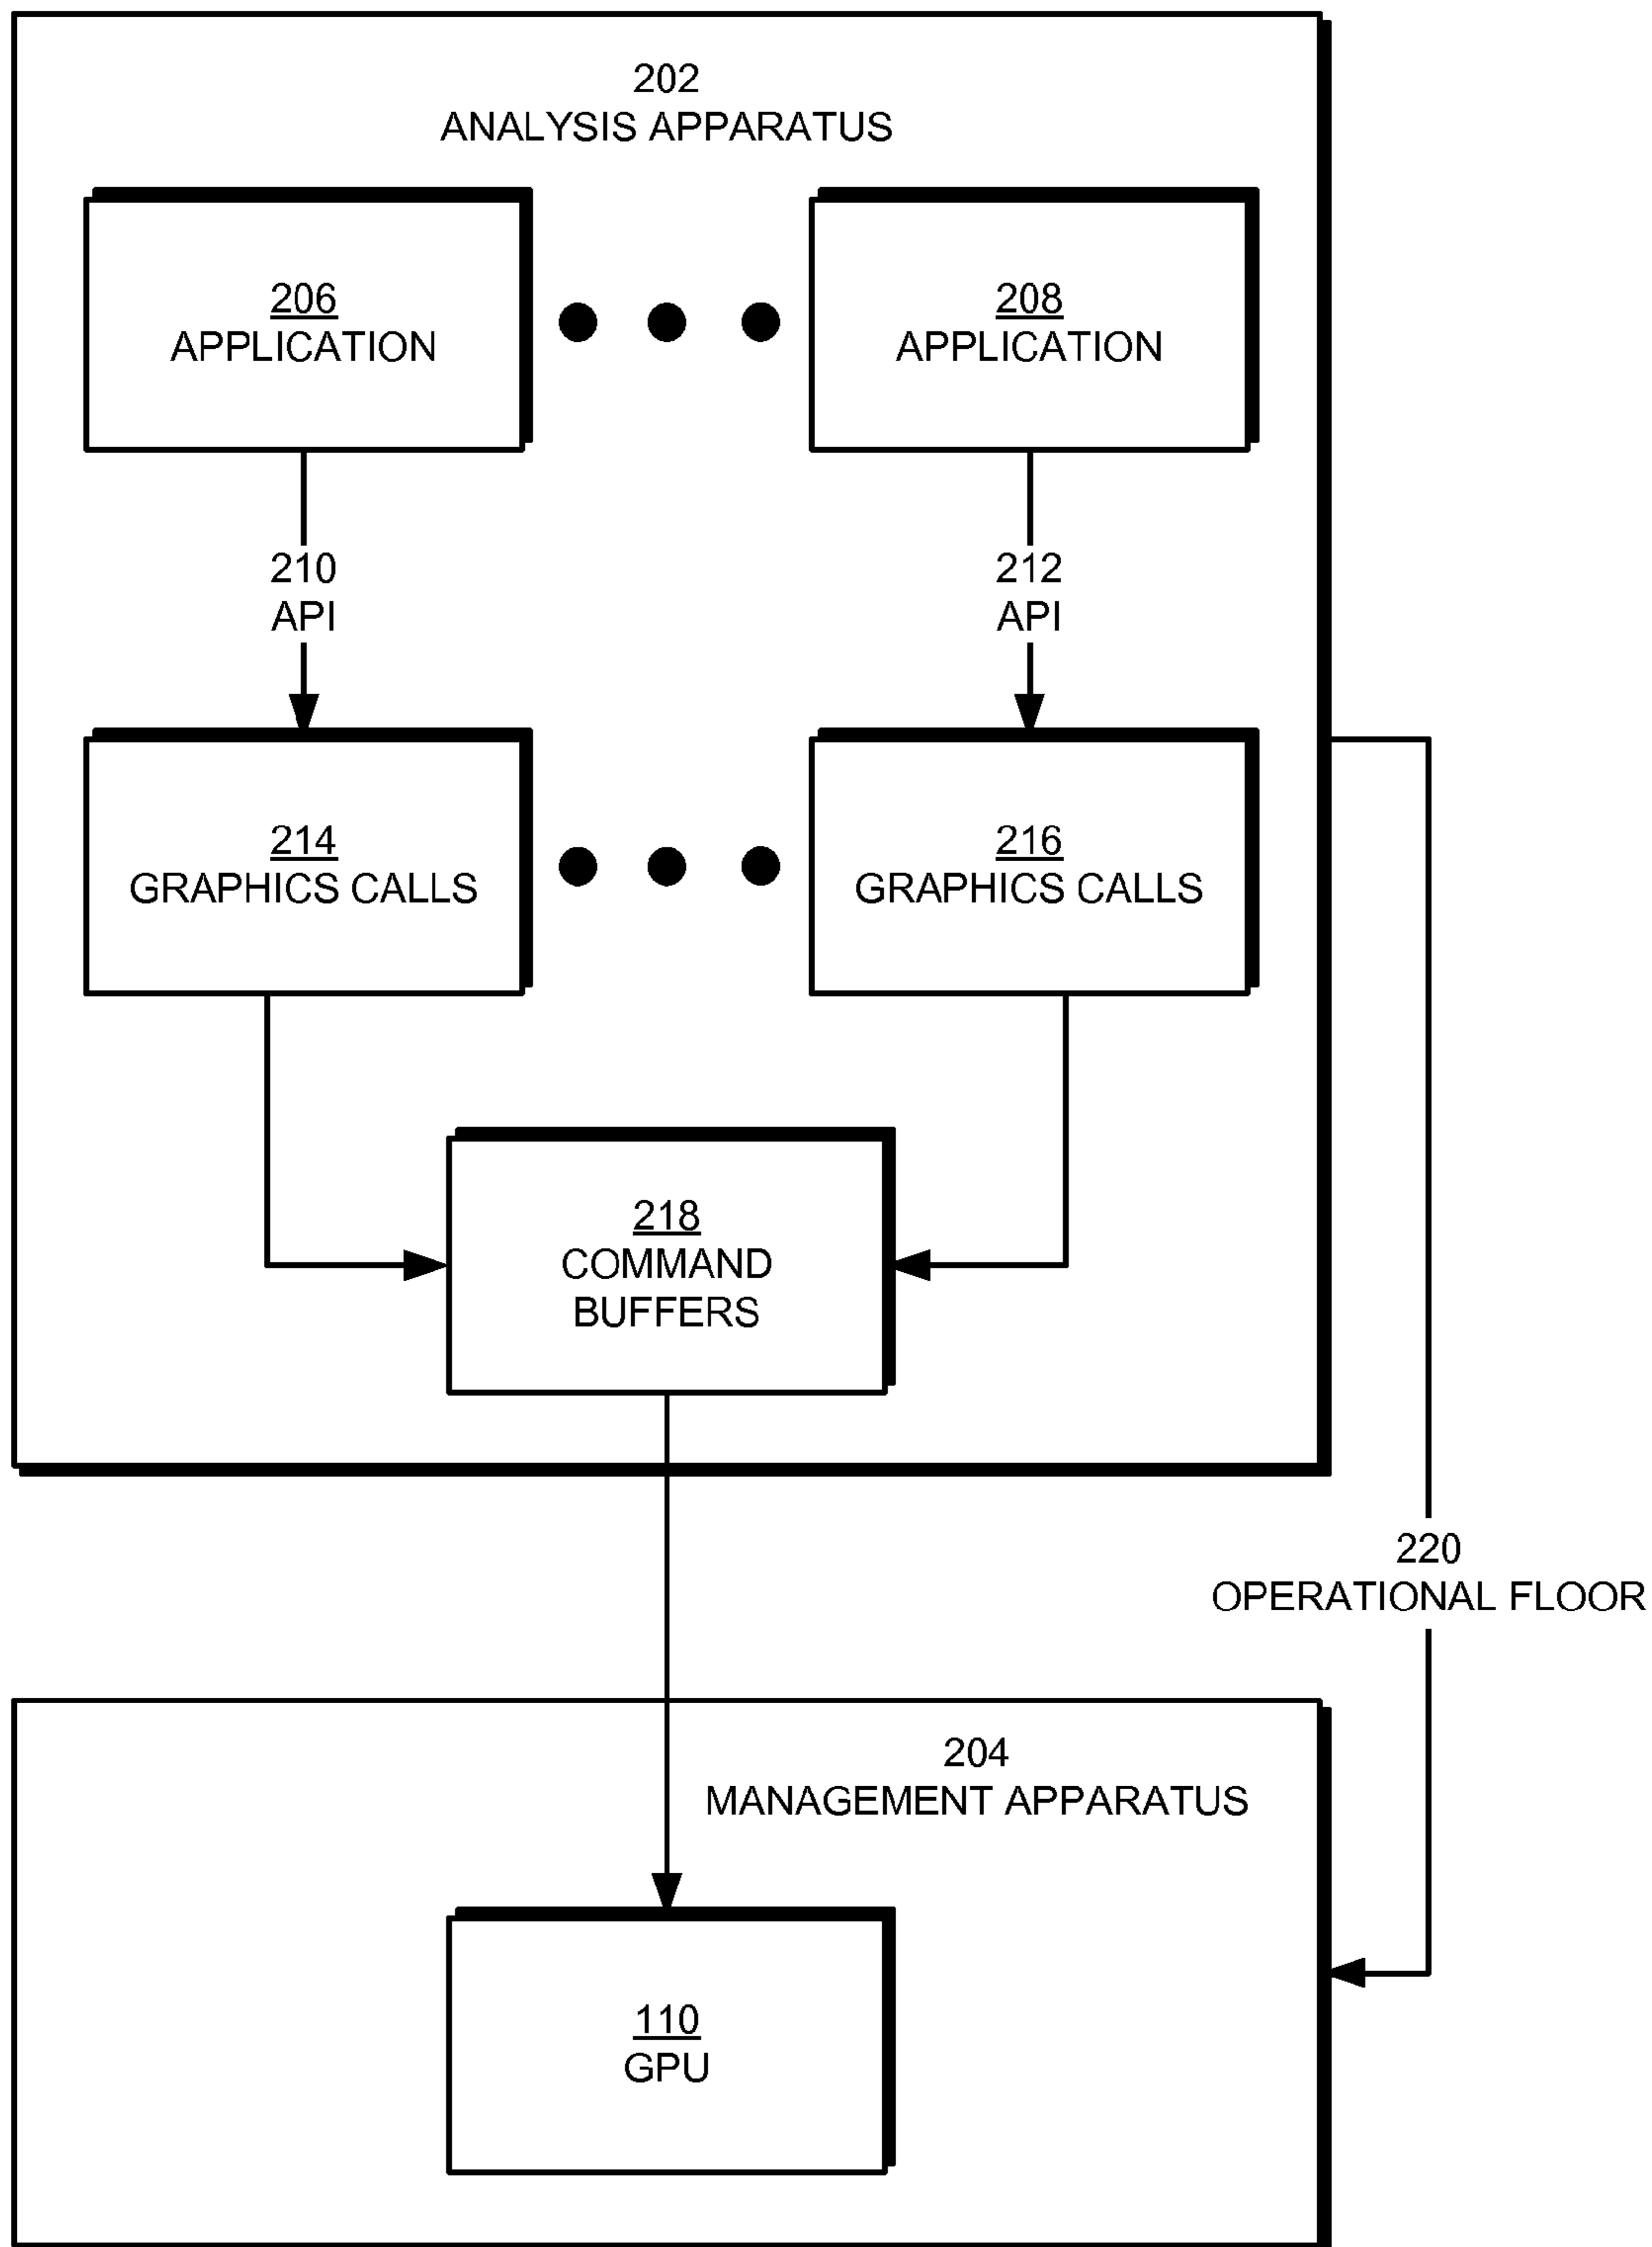 202
ANALYSIS APPARATUS
206
APPLICATION
208
APPLICATION
210
API
212
API
214
GRAPHICS CALLS
216
GRAPHICS CALLS
218
COMMAND
BUFFERS
220
OPERATIONAL FLOOR
204
MANAGEMENT APPARATUS
110
GPU